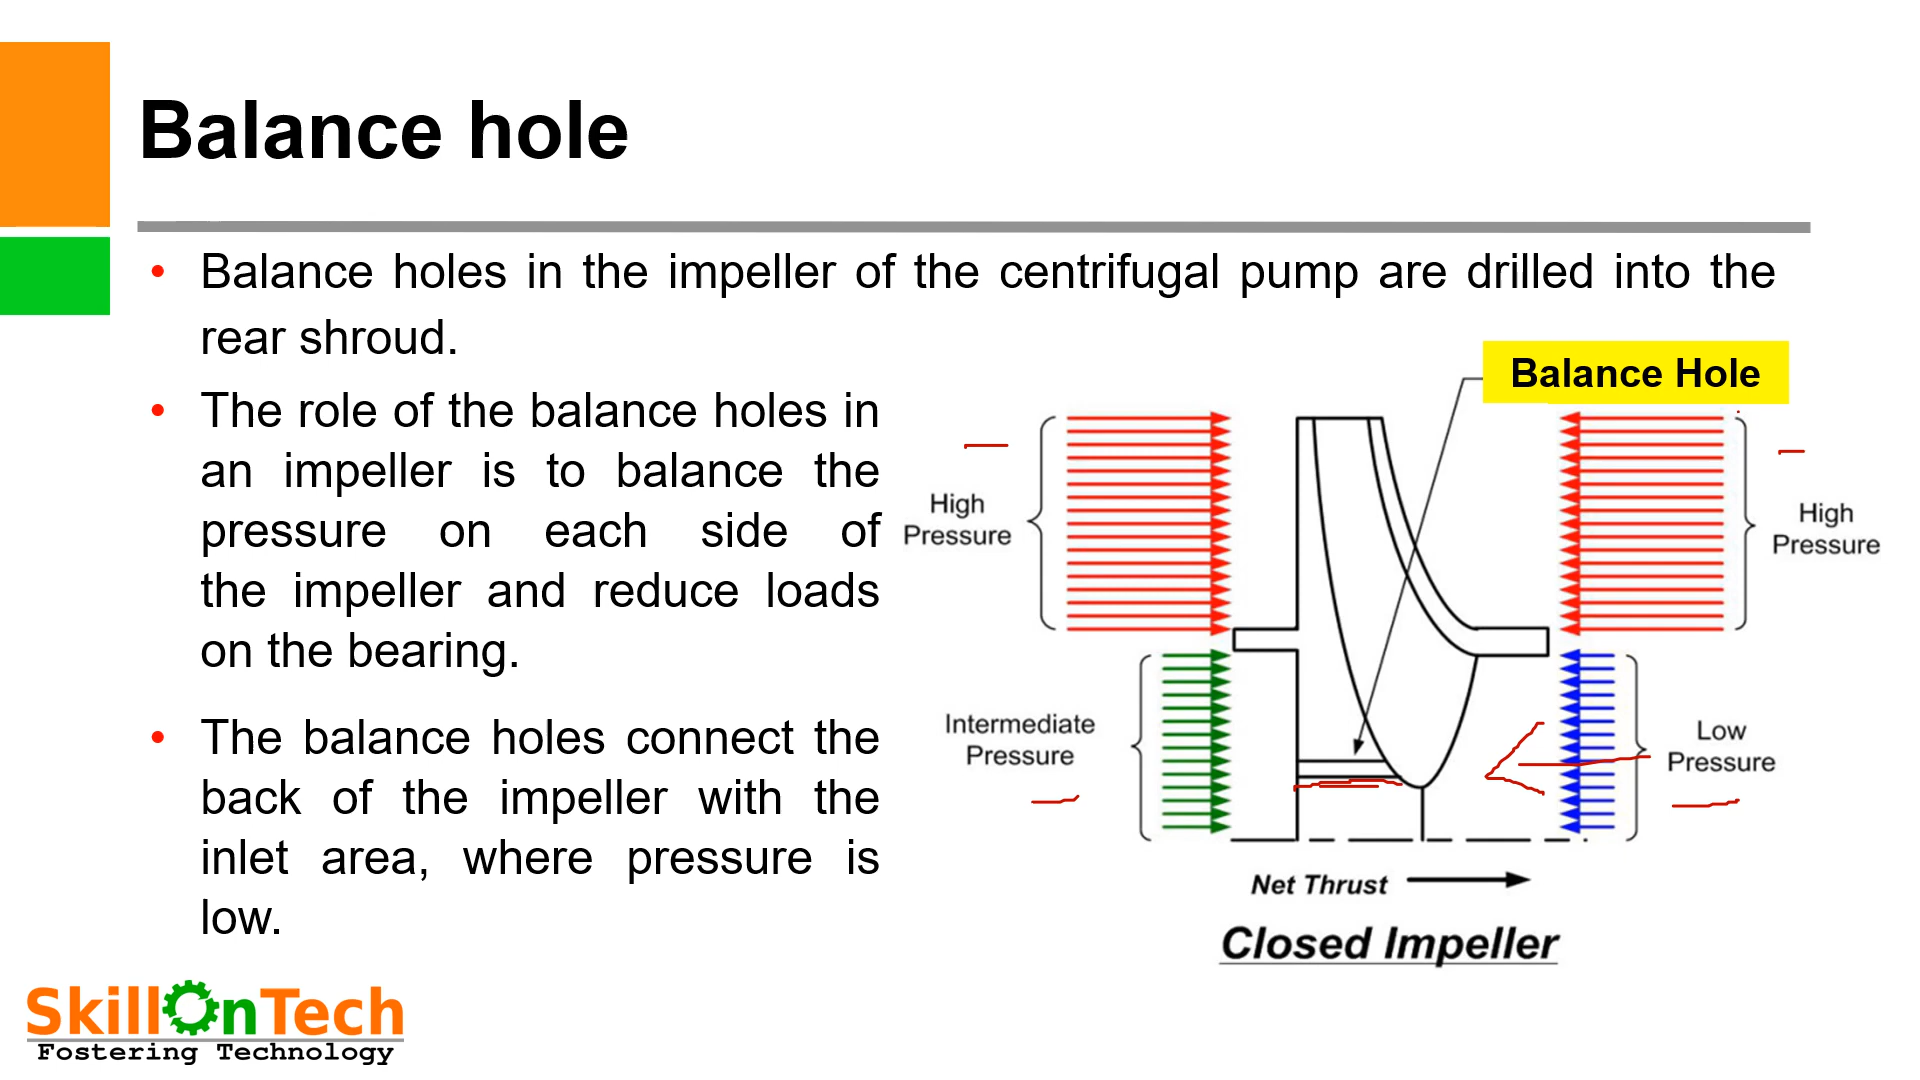 Balance hole
• Balance holes in the impeller of the centrifugal pump are drilled into the
rear shroud.
• The role of the balance holes in
an impeller is to balance the
pressure on each side of
the impeller and reduce loads
on the bearing.
• The balance holes connect the
back of the impeller with the
inlet area, where pressure is
low.
Balance Hole
High
Pressure
High
Pressure
Intermediate
Pressure
Low
Pressure
Net Thrust
Closed Impeller
SkillOnTech
Fostering Technology